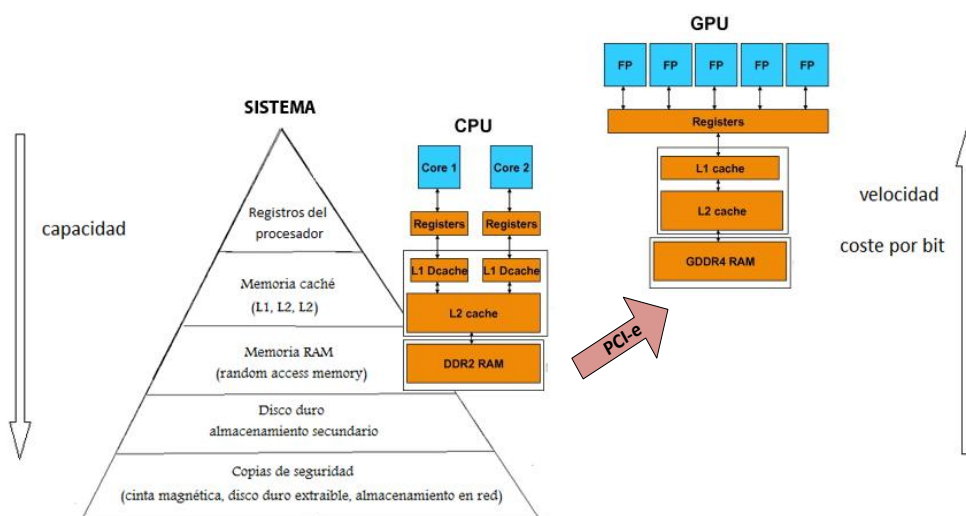 GPU
FP FP FP FP FP
Registers
L1 cache
L2 cache
GDDR4 RAM
SISTEMA
CPU
Core 1 Core 2
Registers Registers
L1 Dcache L1 Dcache
L2 cache
DDR2 RAM
PCI-e
capacidad
velocidad
coste por bit
Registros del
procesador
Memoria caché
(L1, L2, L2)
Memoria RAM
(random access memory)
Disco duro
almacenamiento secundario
Copias de seguridad
(cinta magnética, disco duro extraible, almacenamiento en red)